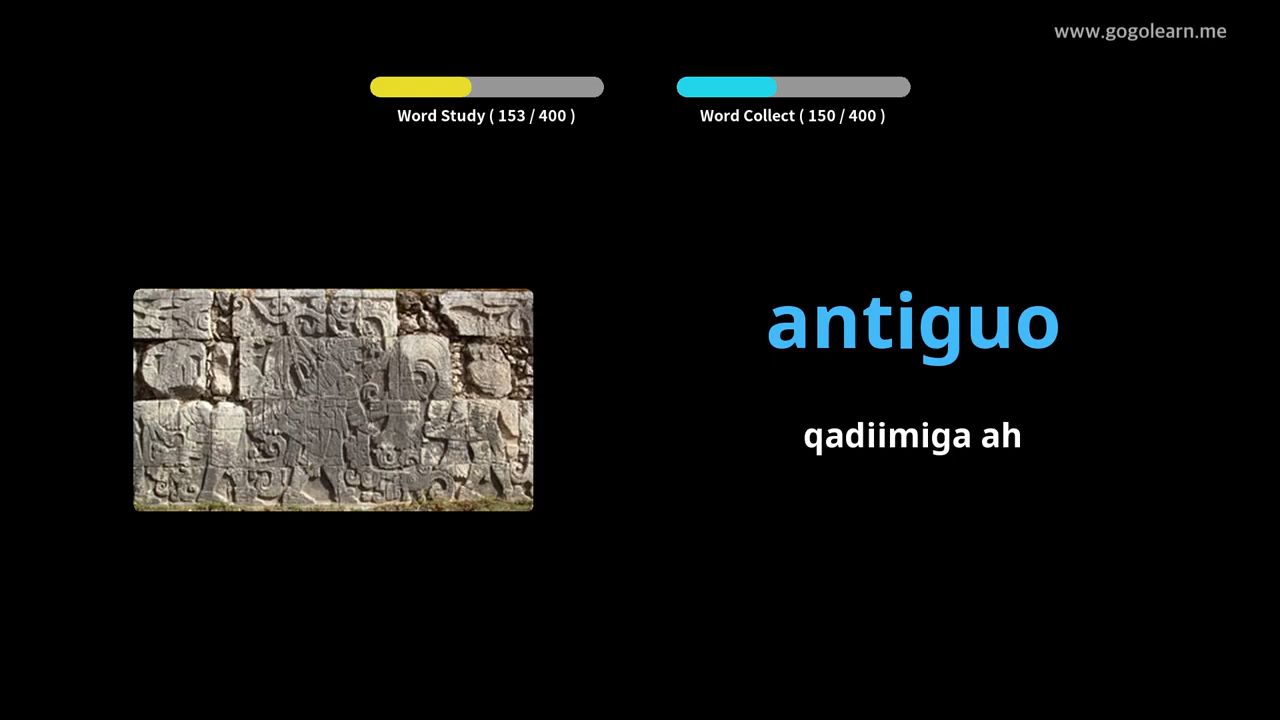 www.gogolearn.me
Word Study ( 153 / 400 )
Word Collect ( 150 / 400 )
antiguo
qadiimiga ah